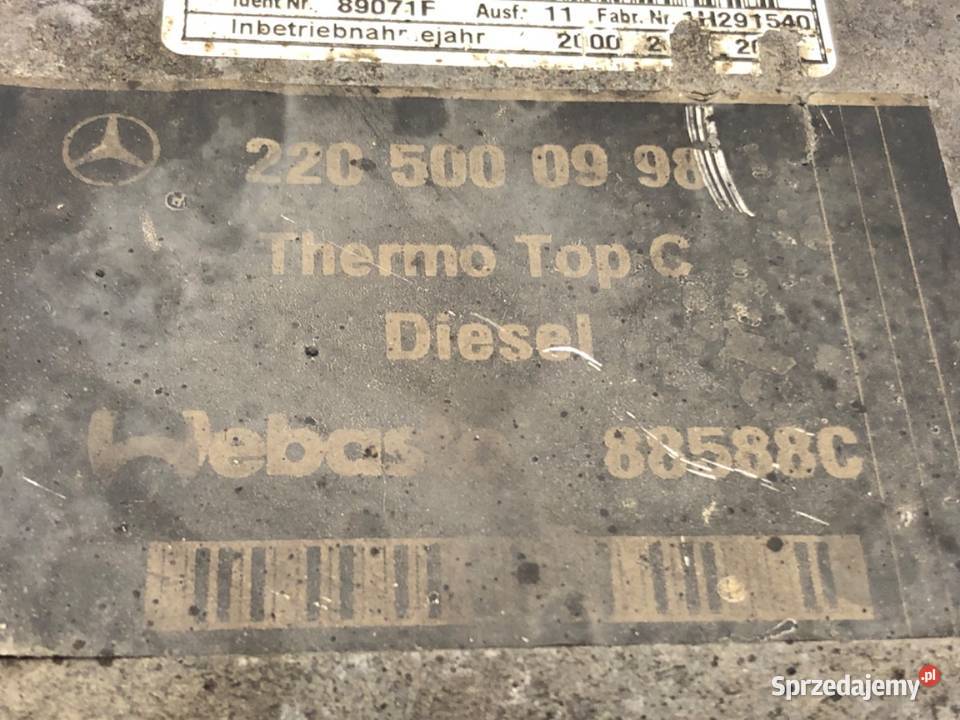 Ident Nr. 89071F Ausf: 11 Fabr. Nr. 1H291540
Inbetriebnahmejahr 2000
220 500 09 98
Thermo Top C
Diesel
Webasto 88588C
Sprzedajemy.pl